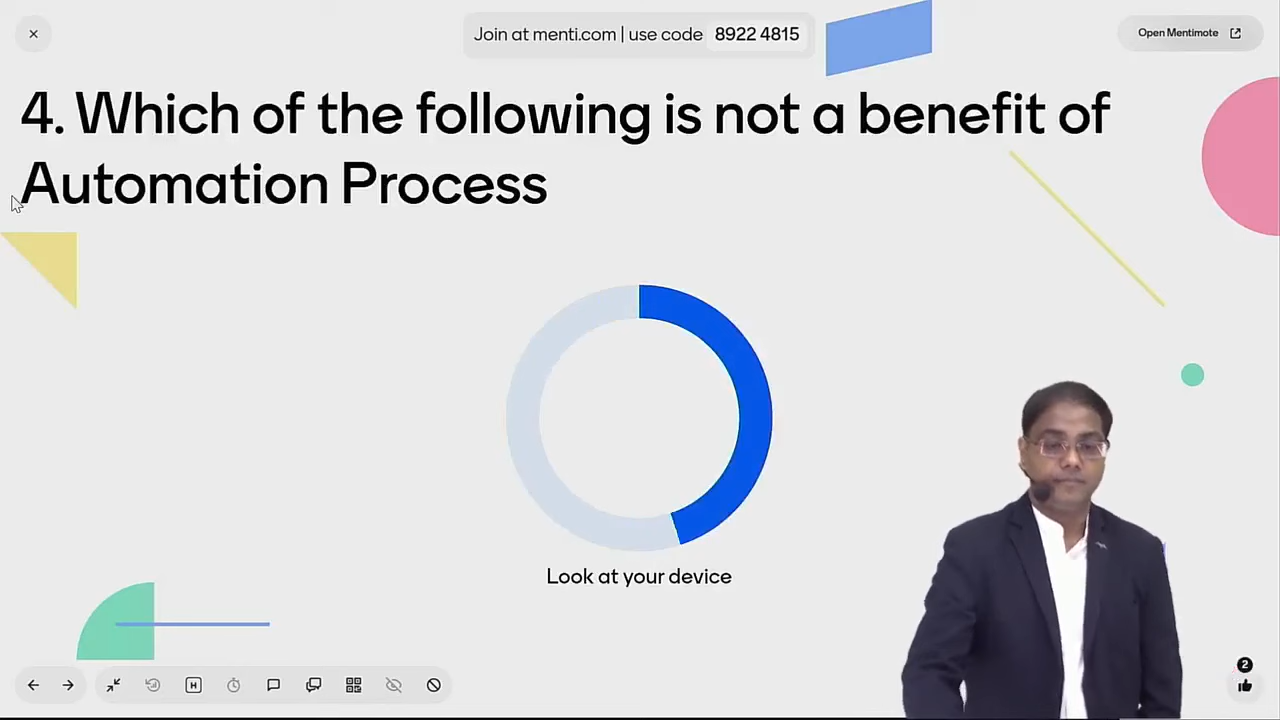 Join at menti.com | use code 8922 4815
Open Mentimote
4. Which of the following is not a benefit of
Automation Process
Look at your device
H
2